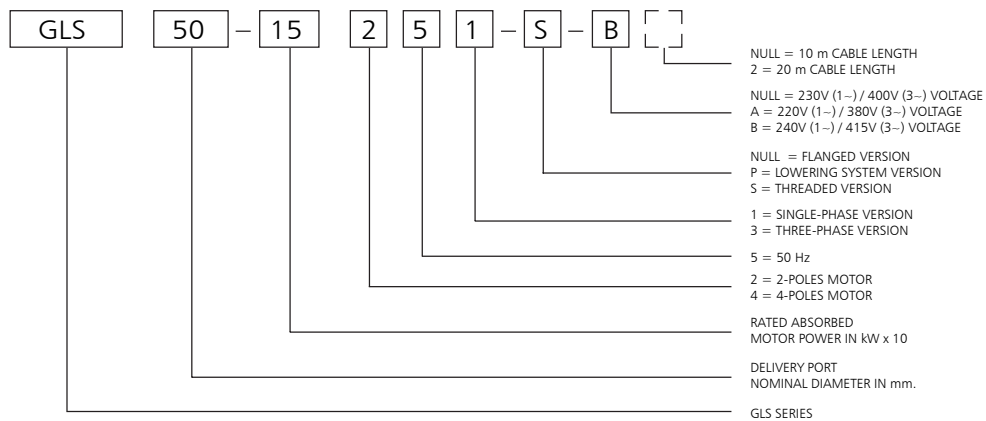 GLS 50 – 15 2 5 1 – S – B
NULL = 10 m CABLE LENGTH
2 = 20 m CABLE LENGTH
NULL = 230V (1~) / 400V (3~) VOLTAGE
A = 220V (1~) / 380V (3~) VOLTAGE
B = 240V (1~) / 415V (3~) VOLTAGE
NULL = FLANGED VERSION
P = LOWERING SYSTEM VERSION
S = THREADED VERSION
1 = SINGLE-PHASE VERSION
3 = THREE-PHASE VERSION
5 = 50 Hz
2 = 2-POLES MOTOR
4 = 4-POLES MOTOR
RATED ABSORBED
MOTOR POWER IN kW x 10
DELIVERY PORT
NOMINAL DIAMETER IN mm.
GLS SERIES